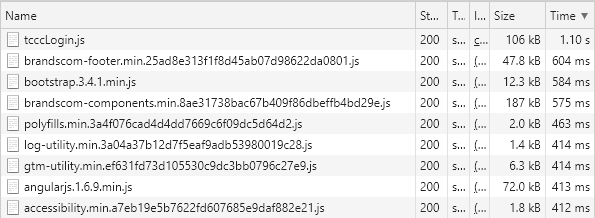 Name St... T... I... Size Time ▼
tcccLogin.js 200 s... c... 106 kB 1.10 s
brandscom-footer.min.25ad8e313f1f8d45ab07d98622da0801.js 200 s... (... 47.8 kB 604 ms
bootstrap.3.4.1.min.js 200 s... (... 12.3 kB 584 ms
brandscom-components.min.8ae31738bac67b409f86dbeffb4bd29e.js 200 s... (... 187 kB 575 ms
polyfills.min.3a4f076cad4d4dd7669c6f09dc5d64d2.js 200 s... (... 2.0 kB 463 ms
log-utility.min.3a04a37b12d7f5eaf9adb53980019c28.js 200 s... (... 1.4 kB 414 ms
gtm-utility.min.ef631fd73d105530c9dc3bb0796c27e9.js 200 s... (... 6.3 kB 414 ms
angularjs.1.6.9.min.js 200 s... (... 72.0 kB 413 ms
accessibility.min.a7eb19e5b7622fd607685e9daf882e21.js 200 s... (... 1.8 kB 412 ms